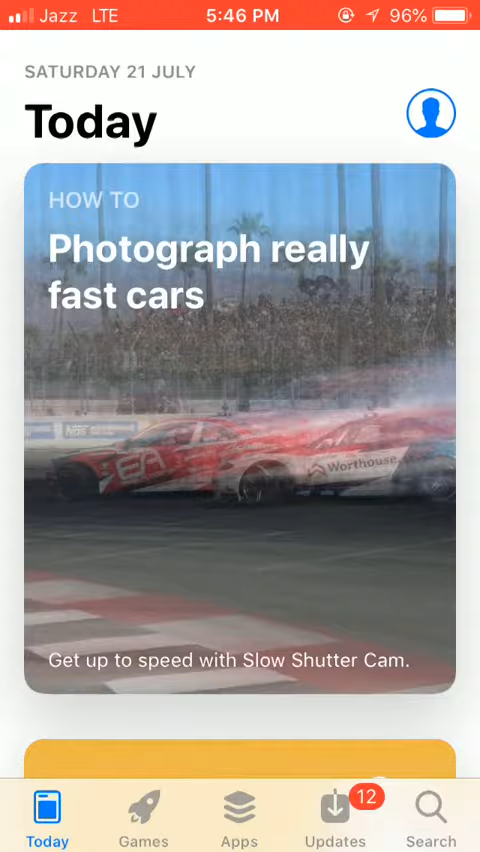 Jazz LTE 5:46 PM 96%
SATURDAY 21 JULY
Today
HOW TO
Photograph really
fast cars
EA
Worthouse
Get up to speed with Slow Shutter Cam.
12
Today Games Apps Updates Search